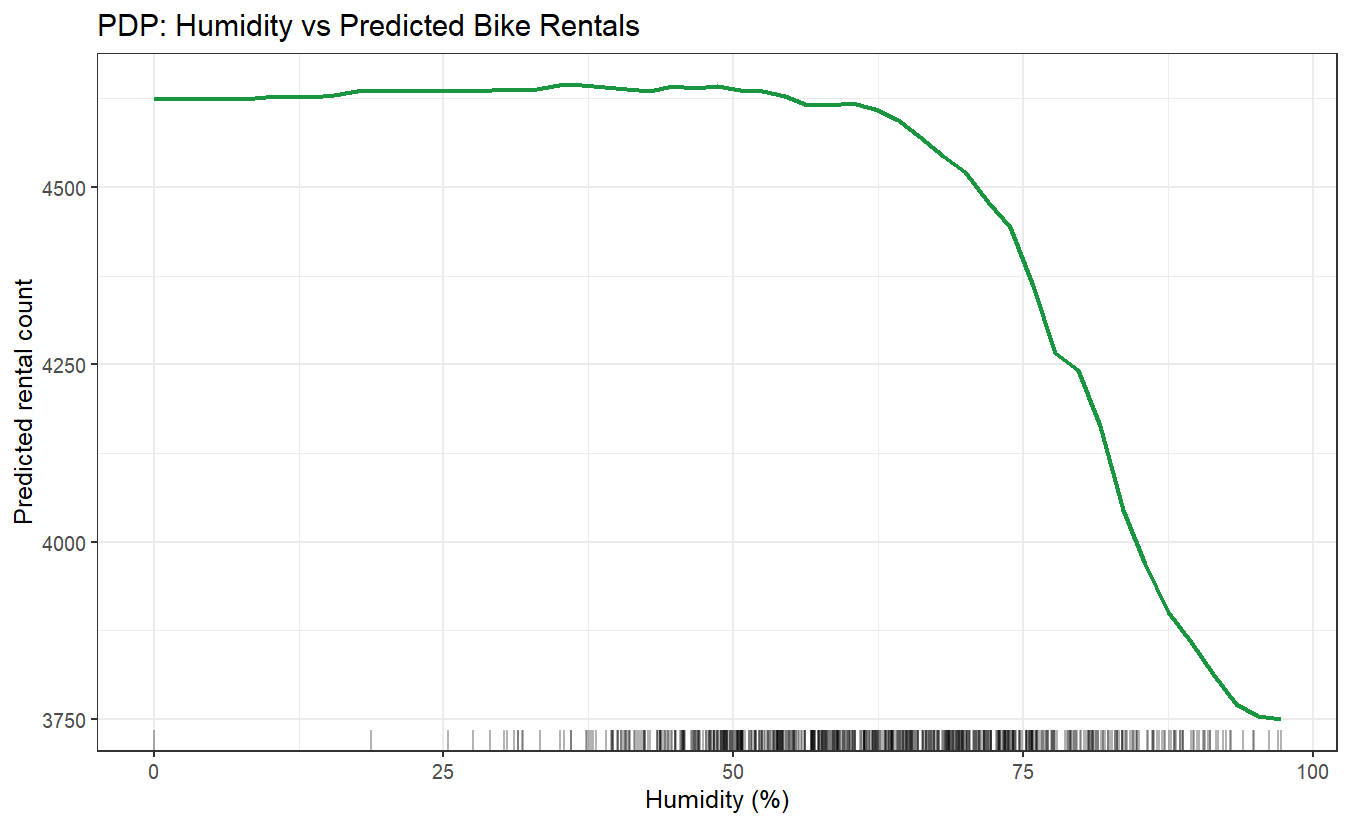 PDP: Humidity vs Predicted Bike Rentals
Predicted rental count
4500
4250
4000
3750
0 25 50 75 100
Humidity (%)